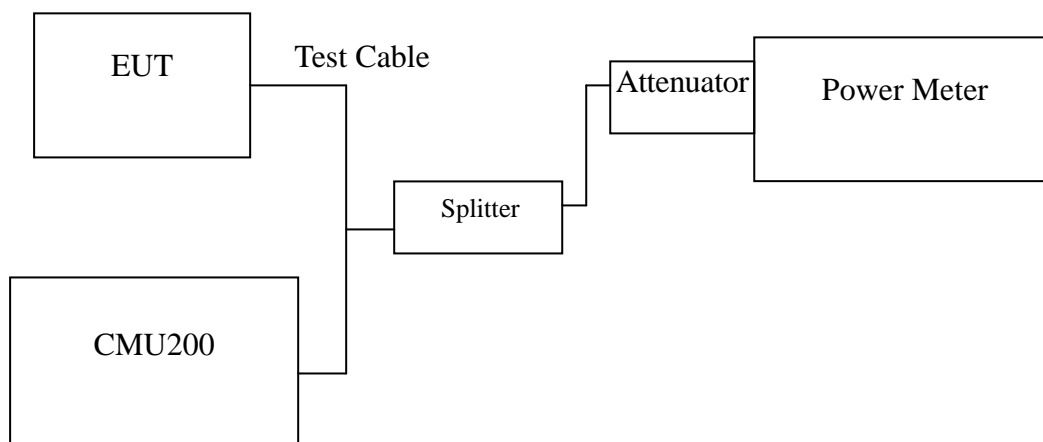 EUT
Test Cable
Attenuator
Power Meter
Splitter
CMU200